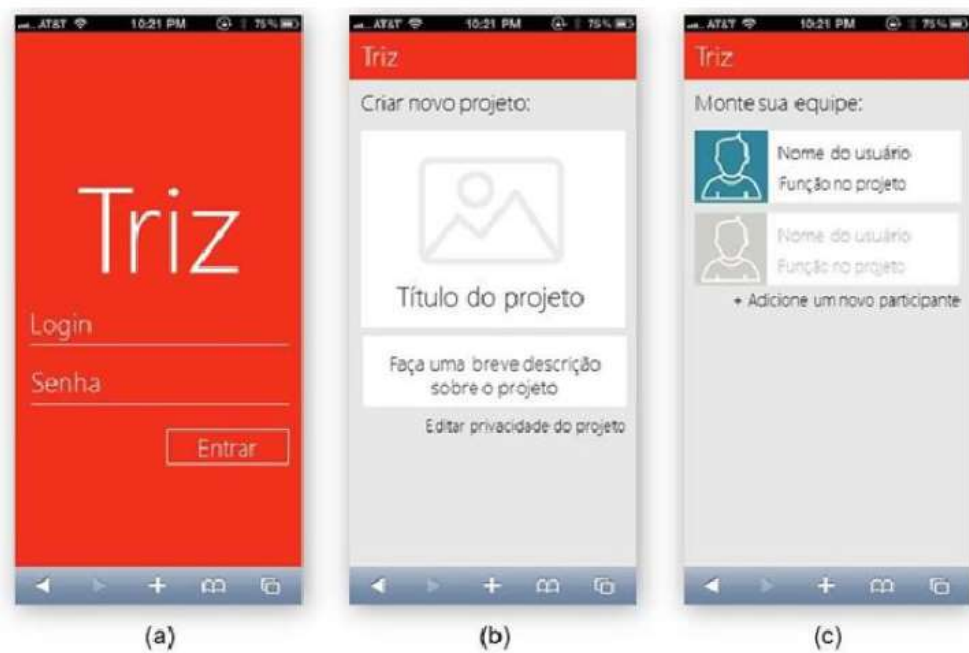 AT&T 10:21 PM 75%
Triz
Login
Senha
Entrar
(a)
AT&T 10:21 PM 75%
Triz
Criar novo projeto:
Título do projeto
Faça uma breve descrição
sobre o projeto
Editar privacidade do projeto
(b)
AT&T 10:21 PM 75%
Triz
Monte sua equipe:
Nome do usuário
Função no projeto
Nome do usuário
Função no projeto
+ Adicione um novo participante
(c)